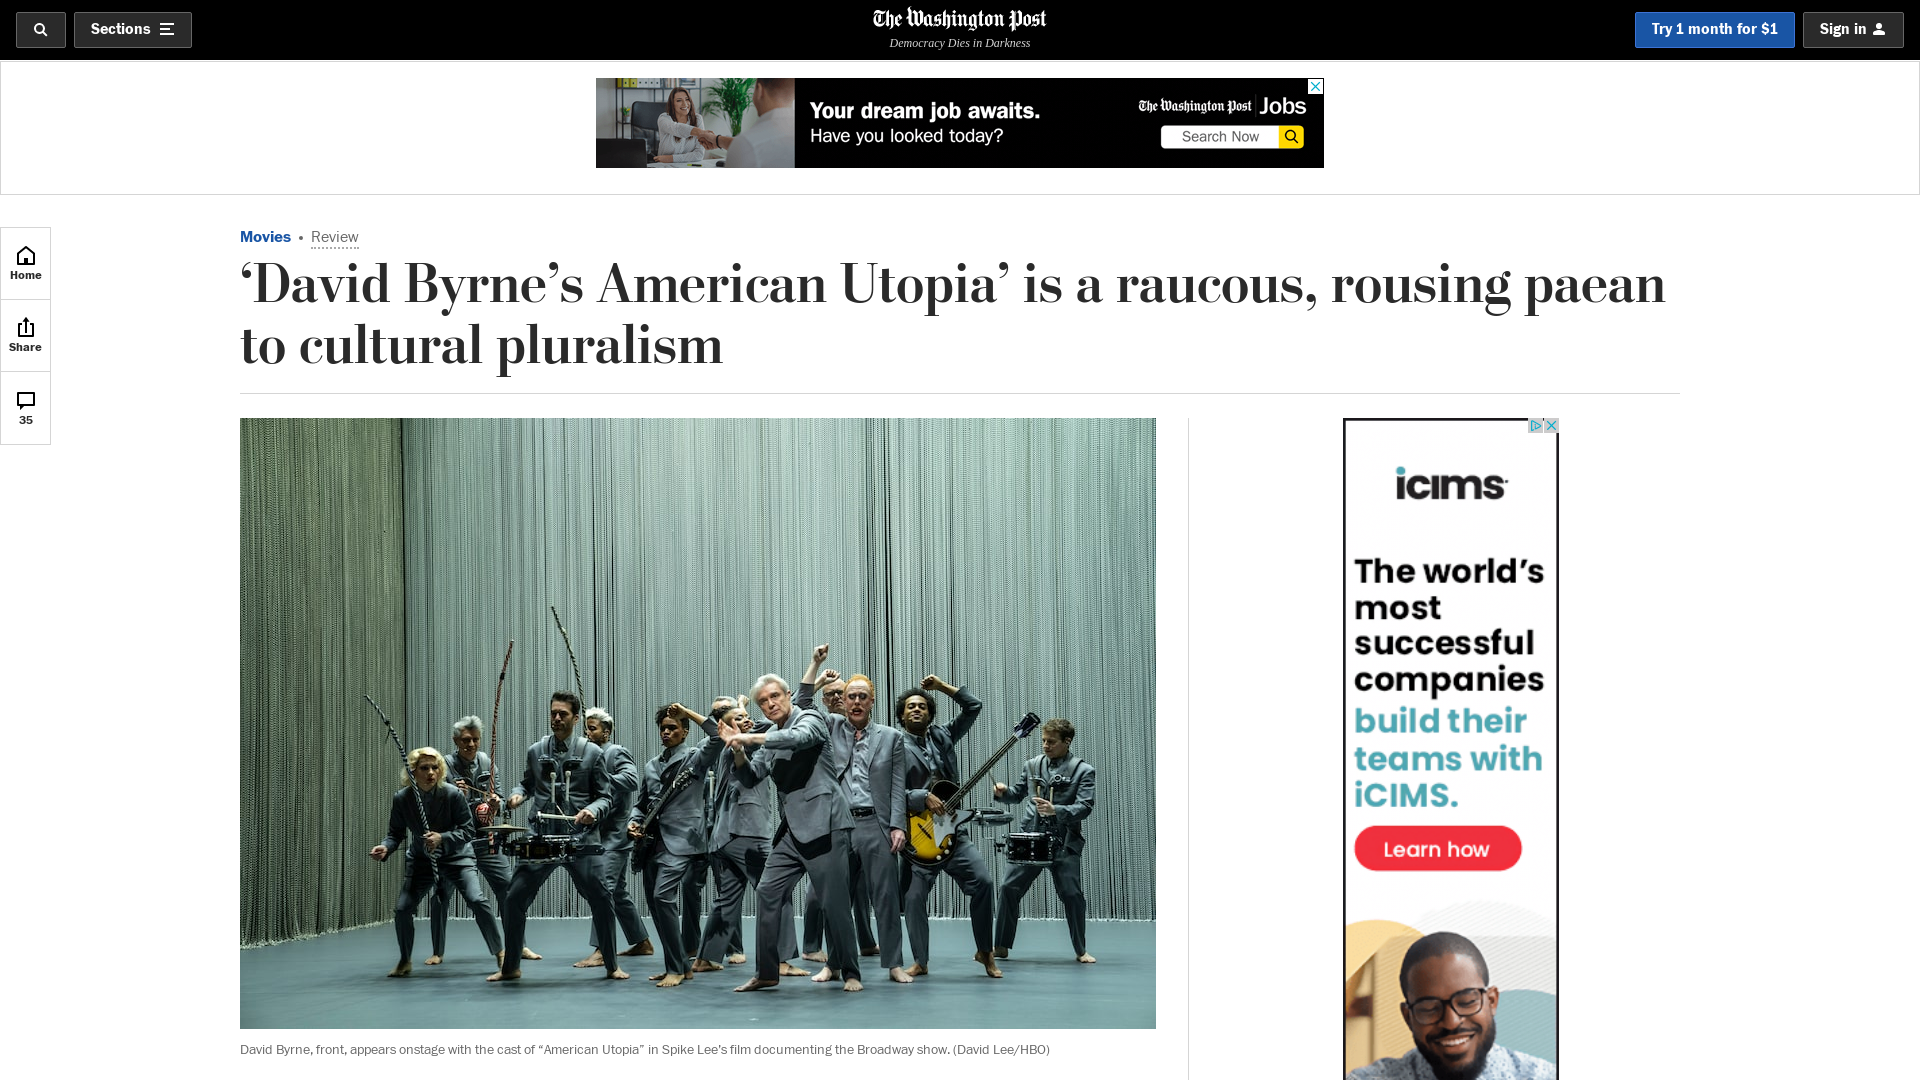 Sections
The Washington Post
Democracy Dies in Darkness
Try 1 month for $1
Sign in
Your dream job awaits.
Have you looked today?
The Washington Post Jobs
Search Now
Home
Share
35
Movies • Review
‘David Byrne’s American Utopia’ is a raucous, rousing paean
to cultural pluralism
David Byrne, front, appears onstage with the cast of “American Utopia” in Spike Lee’s film documenting the Broadway show. (David Lee/HBO)
icims
The world’s
most
successful
companies
build their
teams with
iCIMS.
Learn how